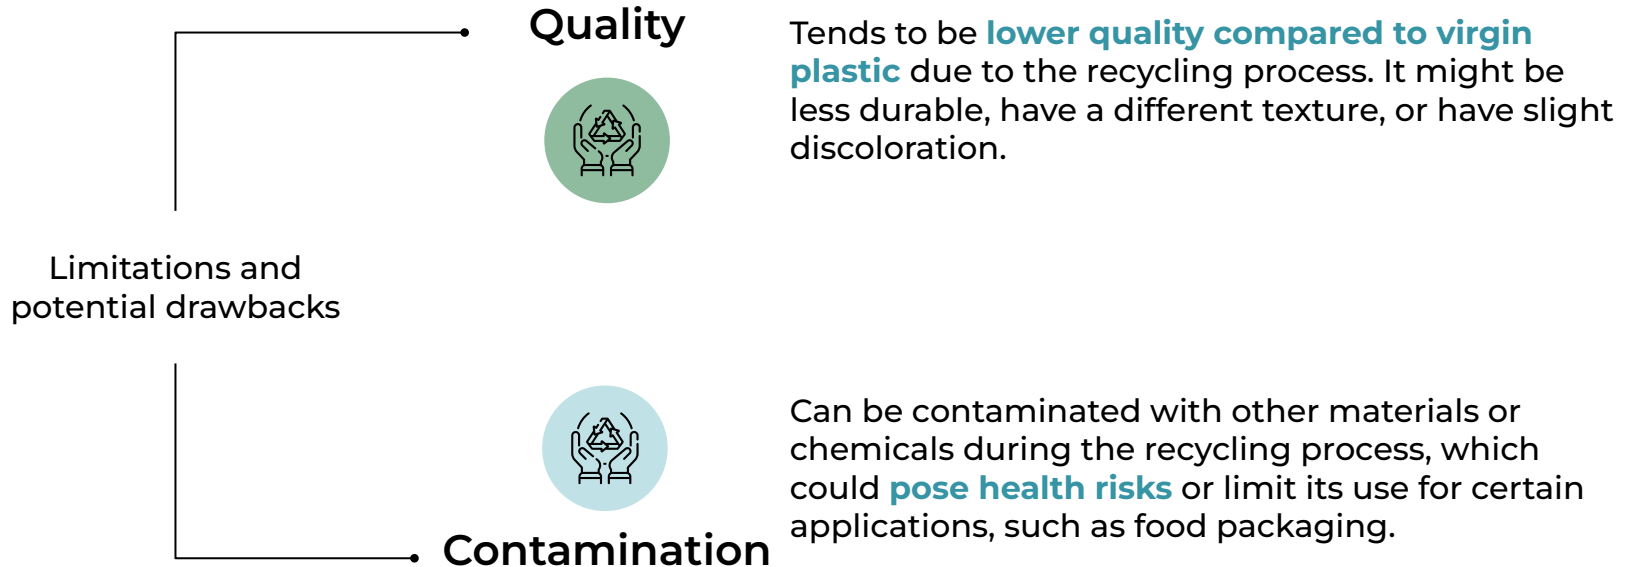 Quality
Tends to be lower quality compared to virgin
plastic due to the recycling process. It might be
less durable, have a different texture, or have slight
discoloration.
Limitations and
potential drawbacks
Can be contaminated with other materials or
chemicals during the recycling process, which
could pose health risks or limit its use for certain
applications, such as food packaging.
Contamination